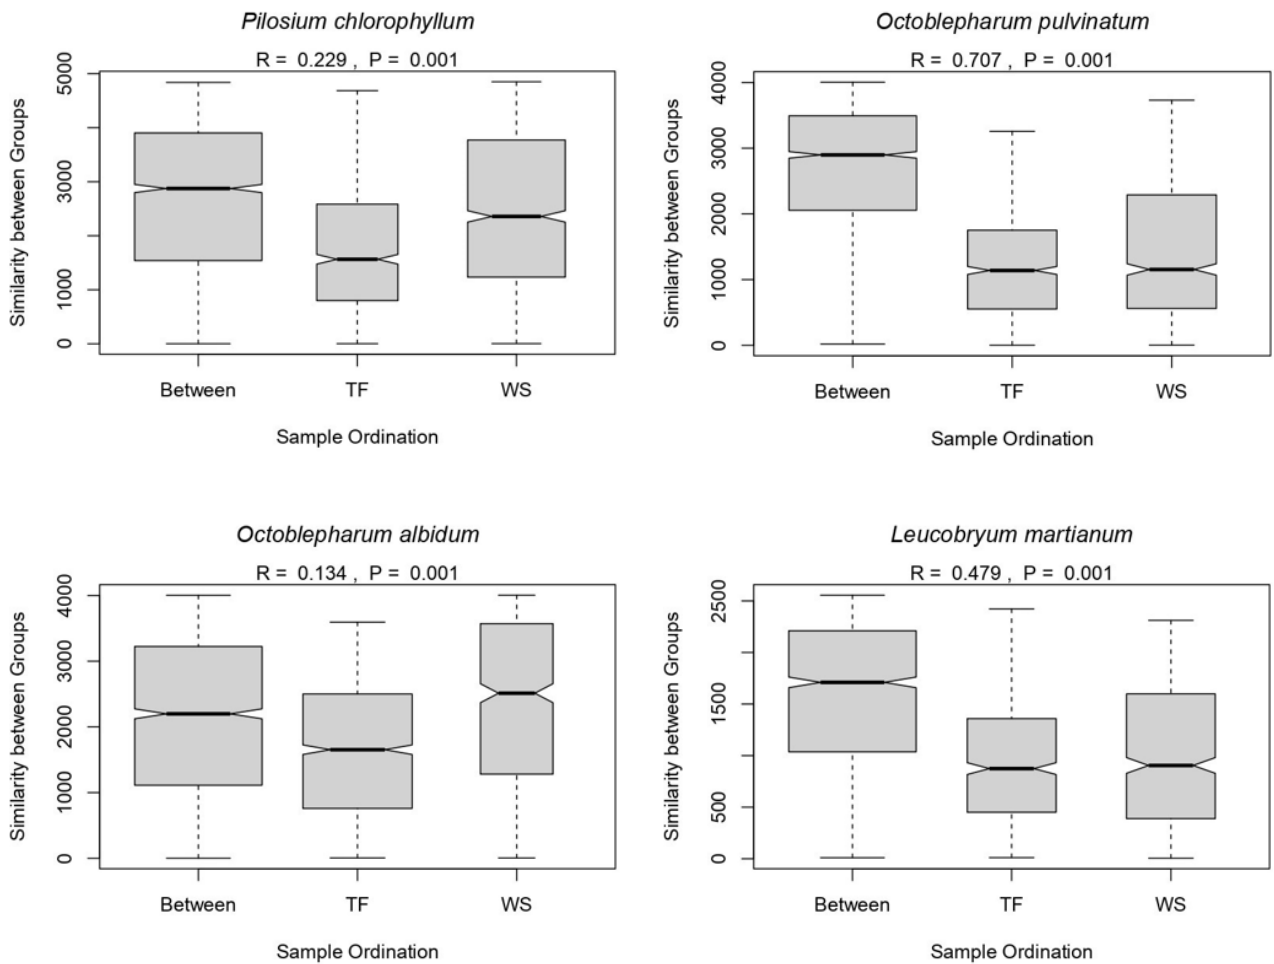 Pilosium chlorophyllum
R = 0.229 , P = 0.001
Similarity between Groups
5000
3000
1000
0
Between TF WS
Sample Ordination
Octoblepharum pulvinatum
R = 0.707 , P = 0.001
Similarity between Groups
4000
3000
2000
1000
0
Between TF WS
Sample Ordination
Octoblepharum albidum
R = 0.134 , P = 0.001
Similarity between Groups
4000
3000
2000
1000
0
Between TF WS
Sample Ordination
Leucobryum martianum
R = 0.479 , P = 0.001
Similarity between Groups
2500
1500
500
0
Between TF WS
Sample Ordination